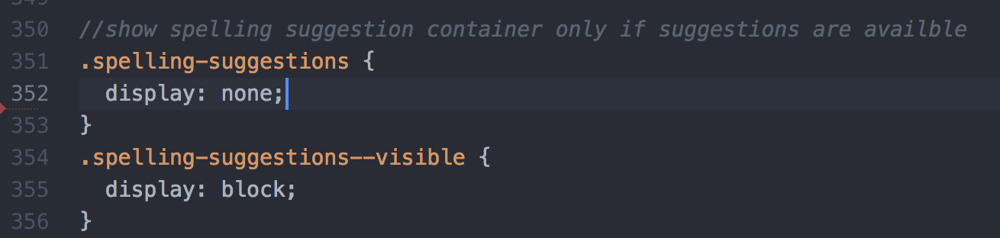 350 //show spelling suggestion container only if suggestions are availble
351 .spelling-suggestions {
352   display: none;
353 }
354 .spelling-suggestions--visible {
355   display: block;
356 }